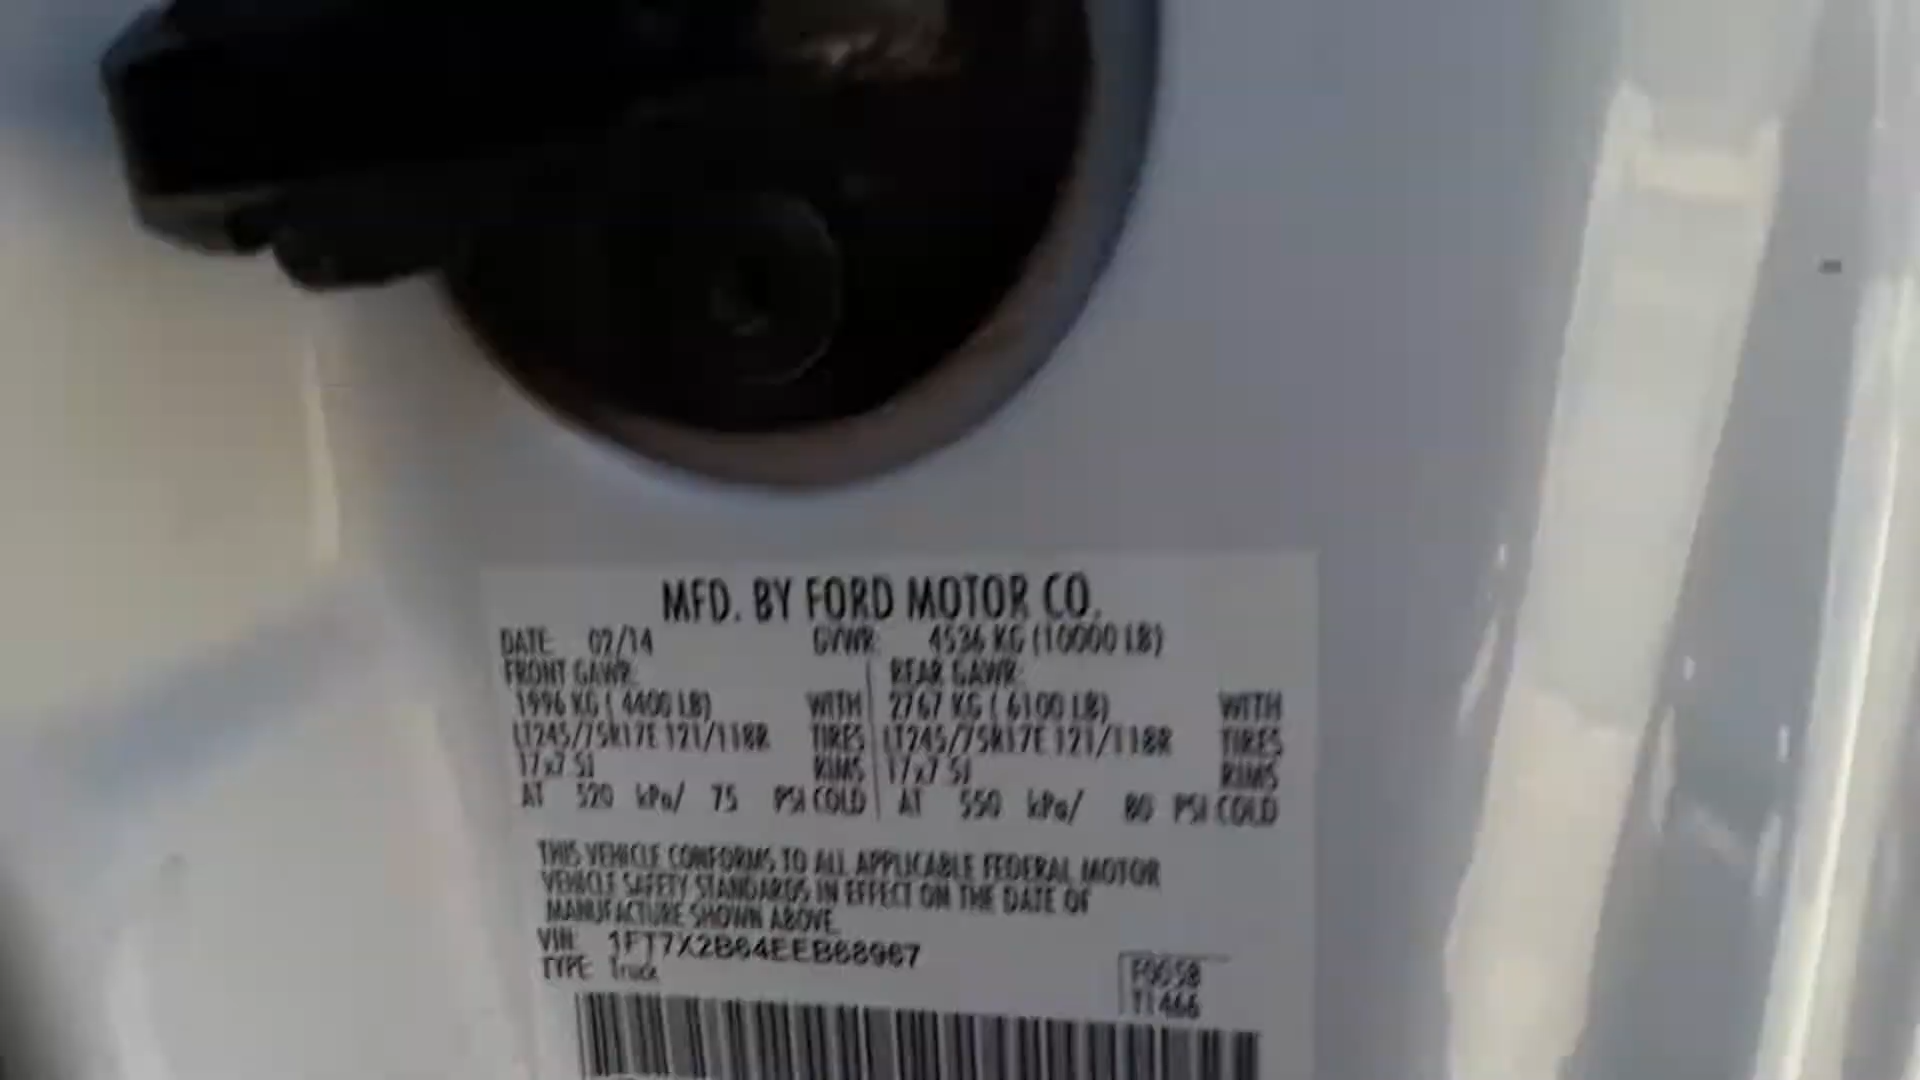 MFD. BY FORD MOTOR CO.
DATE: 02/14 GVWR: 4536 KG (10000 LB)
FRONT GAWR: REAR GAWR:
1996 KG ( 4400 LB) WITH 2767 KG ( 6100 LB) WITH
LT245/75R17E 121/118R TIRES LT245/75R17E 121/118R TIRES
17x7.5J RIMS 17x7.5J RIMS
AT 520 kPa/ 75 PSI COLD AT 550 kPa/ 80 PSI COLD
THIS VEHICLE CONFORMS TO ALL APPLICABLE FEDERAL MOTOR
VEHICLE SAFETY STANDARDS IN EFFECT ON THE DATE OF
MANUFACTURE SHOWN ABOVE.
VIN: 1FT7X2B64EEB68967
TYPE: Truck